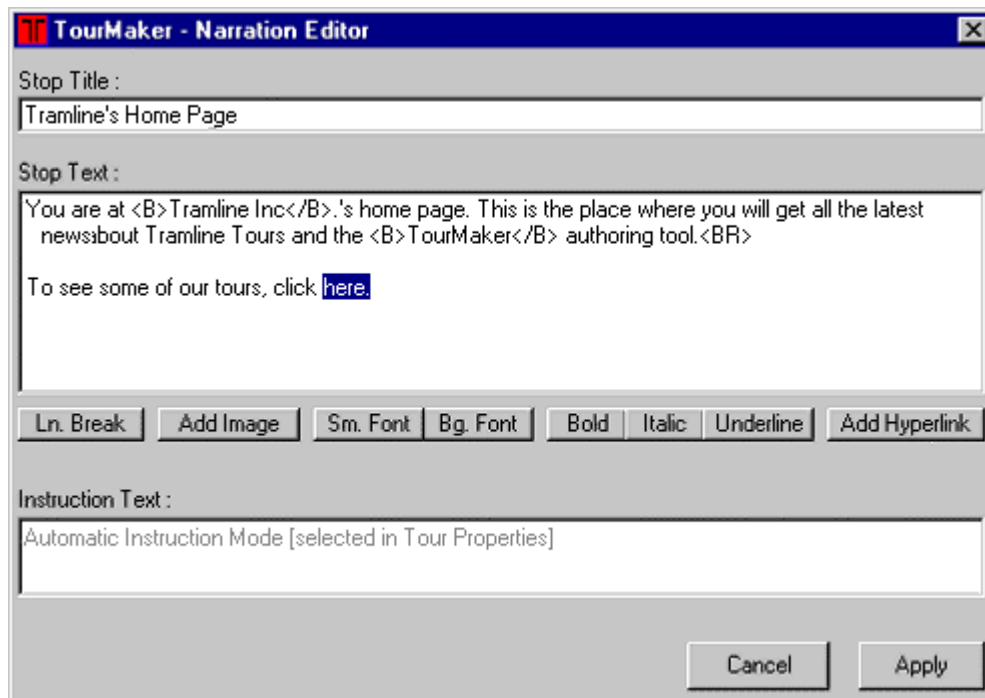 TourMaker - Narration Editor
Stop Title :
Tramline's Home Page
Stop Text :
You are at <B>Tramline Inc</B>.'s home page. This is the place where you will get all the latest
news about Tramline Tours and the <B>TourMaker</B> authoring tool.<BR>
To see some of our tours, click here.
Ln. Break Add Image Sm. Font Bg. Font Bold Italic Underline Add Hyperlink
Instruction Text :
Automatic Instruction Mode [selected in Tour Properties]
Cancel Apply